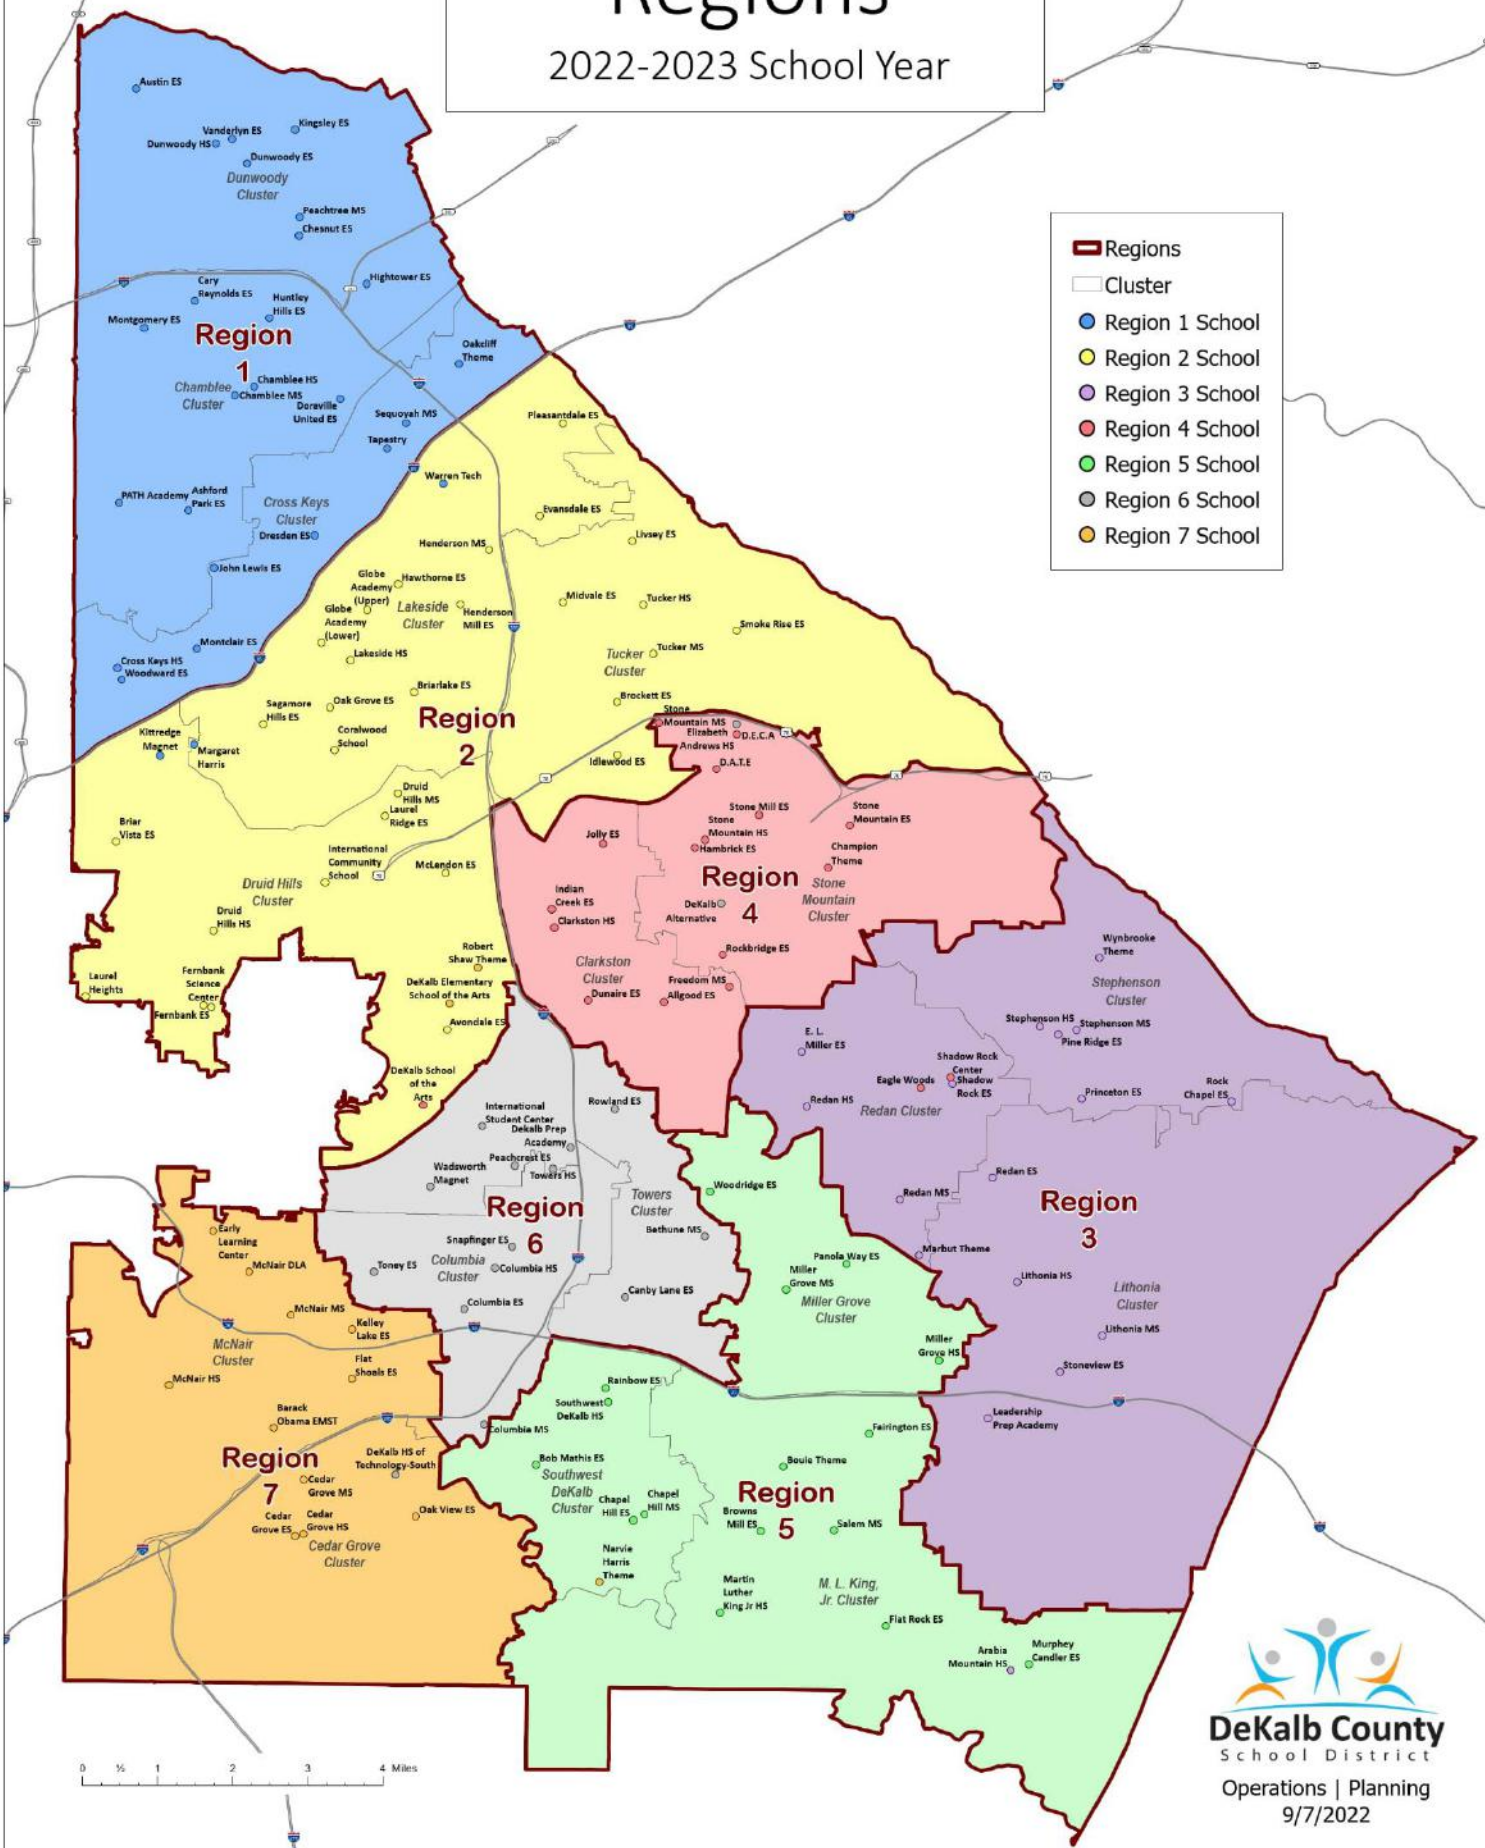 Regions
2022-2023 School Year
Regions
Cluster
Region 1 School
Region 2 School
Region 3 School
Region 4 School
Region 5 School
Region 6 School
Region 7 School
Austin ES
Kingsley ES
Vanderlyn ES
Dunwoody HS
Dunwoody ES
Dunwoody
Cluster
Peachtree MS
Chesnut ES
Hightower ES
Cary
Reynolds ES
Huntley
Hills ES
Montgomery ES
Region
1
Oakcliff
Theme
Chamblee HS
Chamblee MS
Chamblee
Cluster
Doraville
United ES
Sequoyah MS
Tapestry
PATH Academy
Ashford
Park ES
Cross Keys
Cluster
Dresden ES
John Lewis ES
Montclair ES
Cross Keys HS
Woodward ES
Pleasantdale ES
Warren Tech
Evansdale ES
Livsey ES
Henderson MS
Globe
Academy
(Upper)
Hawthorne ES
Globe
Academy
(Lower)
Lakeside
Cluster
Henderson
Mill ES
Midvale ES
Tucker HS
Smoke Rise ES
Lakeside HS
Tucker MS
Tucker
Cluster
Briarlake ES
Brockett ES
Sagamore
Hills ES
Oak Grove ES
Coralwood
School
Region
2
Kittredge
Magnet
Margaret
Harris
Idlewood ES
Stone
Mountain MS
Elizabeth
Andrews HS
D.E.C.A
D.A.T.E
Druid
Hills MS
Laurel
Ridge ES
Briar
Vista ES
International
Community
School
McLendon ES
Druid Hills
Cluster
Druid
Hills HS
Robert
Shaw Theme
Laurel
Heights
Fernbank
Science
Center
Fernbank ES
DeKalb Elementary
School of the Arts
Avondale ES
DeKalb School
of the
Arts
Stone Mill ES
Stone
Mountain ES
Jolly ES
Stone
Mountain HS
Hambrick ES
Champion
Theme
Region
4
Stone
Mountain
Cluster
Indian
Creek ES
Clarkston HS
DeKalb
Alternative
Rockbridge ES
Clarkston
Cluster
Dunaire ES
Freedom MS
Allgood ES
Wynbrooke
Theme
Stephenson
Cluster
Stephenson HS
Stephenson MS
Pine Ridge ES
E. L.
Miller ES
Shadow Rock
Center
Eagle Woods
Shadow
Rock ES
Redan HS
Redan Cluster
Princeton ES
Rock
Chapel ES
Redan ES
Redan MS
Region
3
Marbut Theme
Lithonia HS
Lithonia
Cluster
Lithonia MS
Stoneview ES
Leadership
Prep Academy
International
Student Center
Rowland ES
Dekalb Prep
Academy
Peachcrest ES
Towers HS
Wadsworth
Magnet
Region
6
Towers
Cluster
Bethune MS
Snapfinger ES
Columbia
Cluster
Columbia HS
Toney ES
Columbia ES
Canby Lane ES
Columbia MS
Woodridge ES
Panola Way ES
Miller
Grove MS
Miller Grove
Cluster
Miller
Grove HS
Rainbow ES
Southwest
DeKalb HS
Fairington ES
Bob Mathis ES
Southwest
DeKalb
Cluster
Bouie Theme
Region
5
Chapel
Hill ES
Chapel
Hill MS
Browns
Mill ES
Salem MS
Narvie
Harris
Theme
Martin
Luther
King Jr HS
M. L. King,
Jr. Cluster
Flat Rock ES
Arabia
Mountain HS
Murphey
Candler ES
Early
Learning
Center
McNair DLA
McNair MS
Kelley
Lake ES
McNair
Cluster
Flat
Shoals ES
McNair HS
Barack
Obama EMST
Region
7
DeKalb HS of
Technology-South
Cedar
Grove MS
Cedar
Grove ES
Cedar
Grove HS
Oak View ES
Cedar Grove
Cluster
0 ½ 1 2 3 4 Miles
DeKalb County
School District
Operations | Planning
9/7/2022